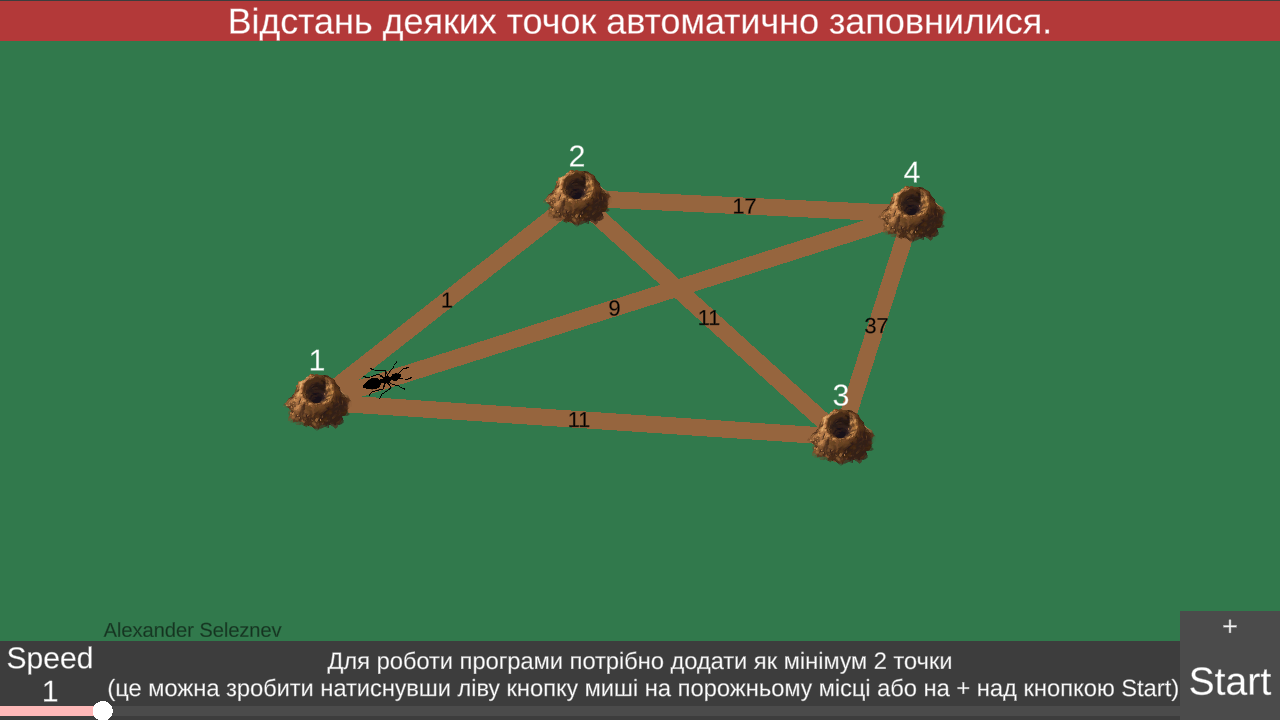 Відстань деяких точок автоматично заповнилися.
2
4
17
1
9
11
37
1
3
11
Alexander Seleznev
+
Speed
1
Для роботи програми потрібно додати як мінімум 2 точки
(це можна зробити натиснувши ліву кнопку миші на порожньому місці або на + над кнопкою Start)
Start